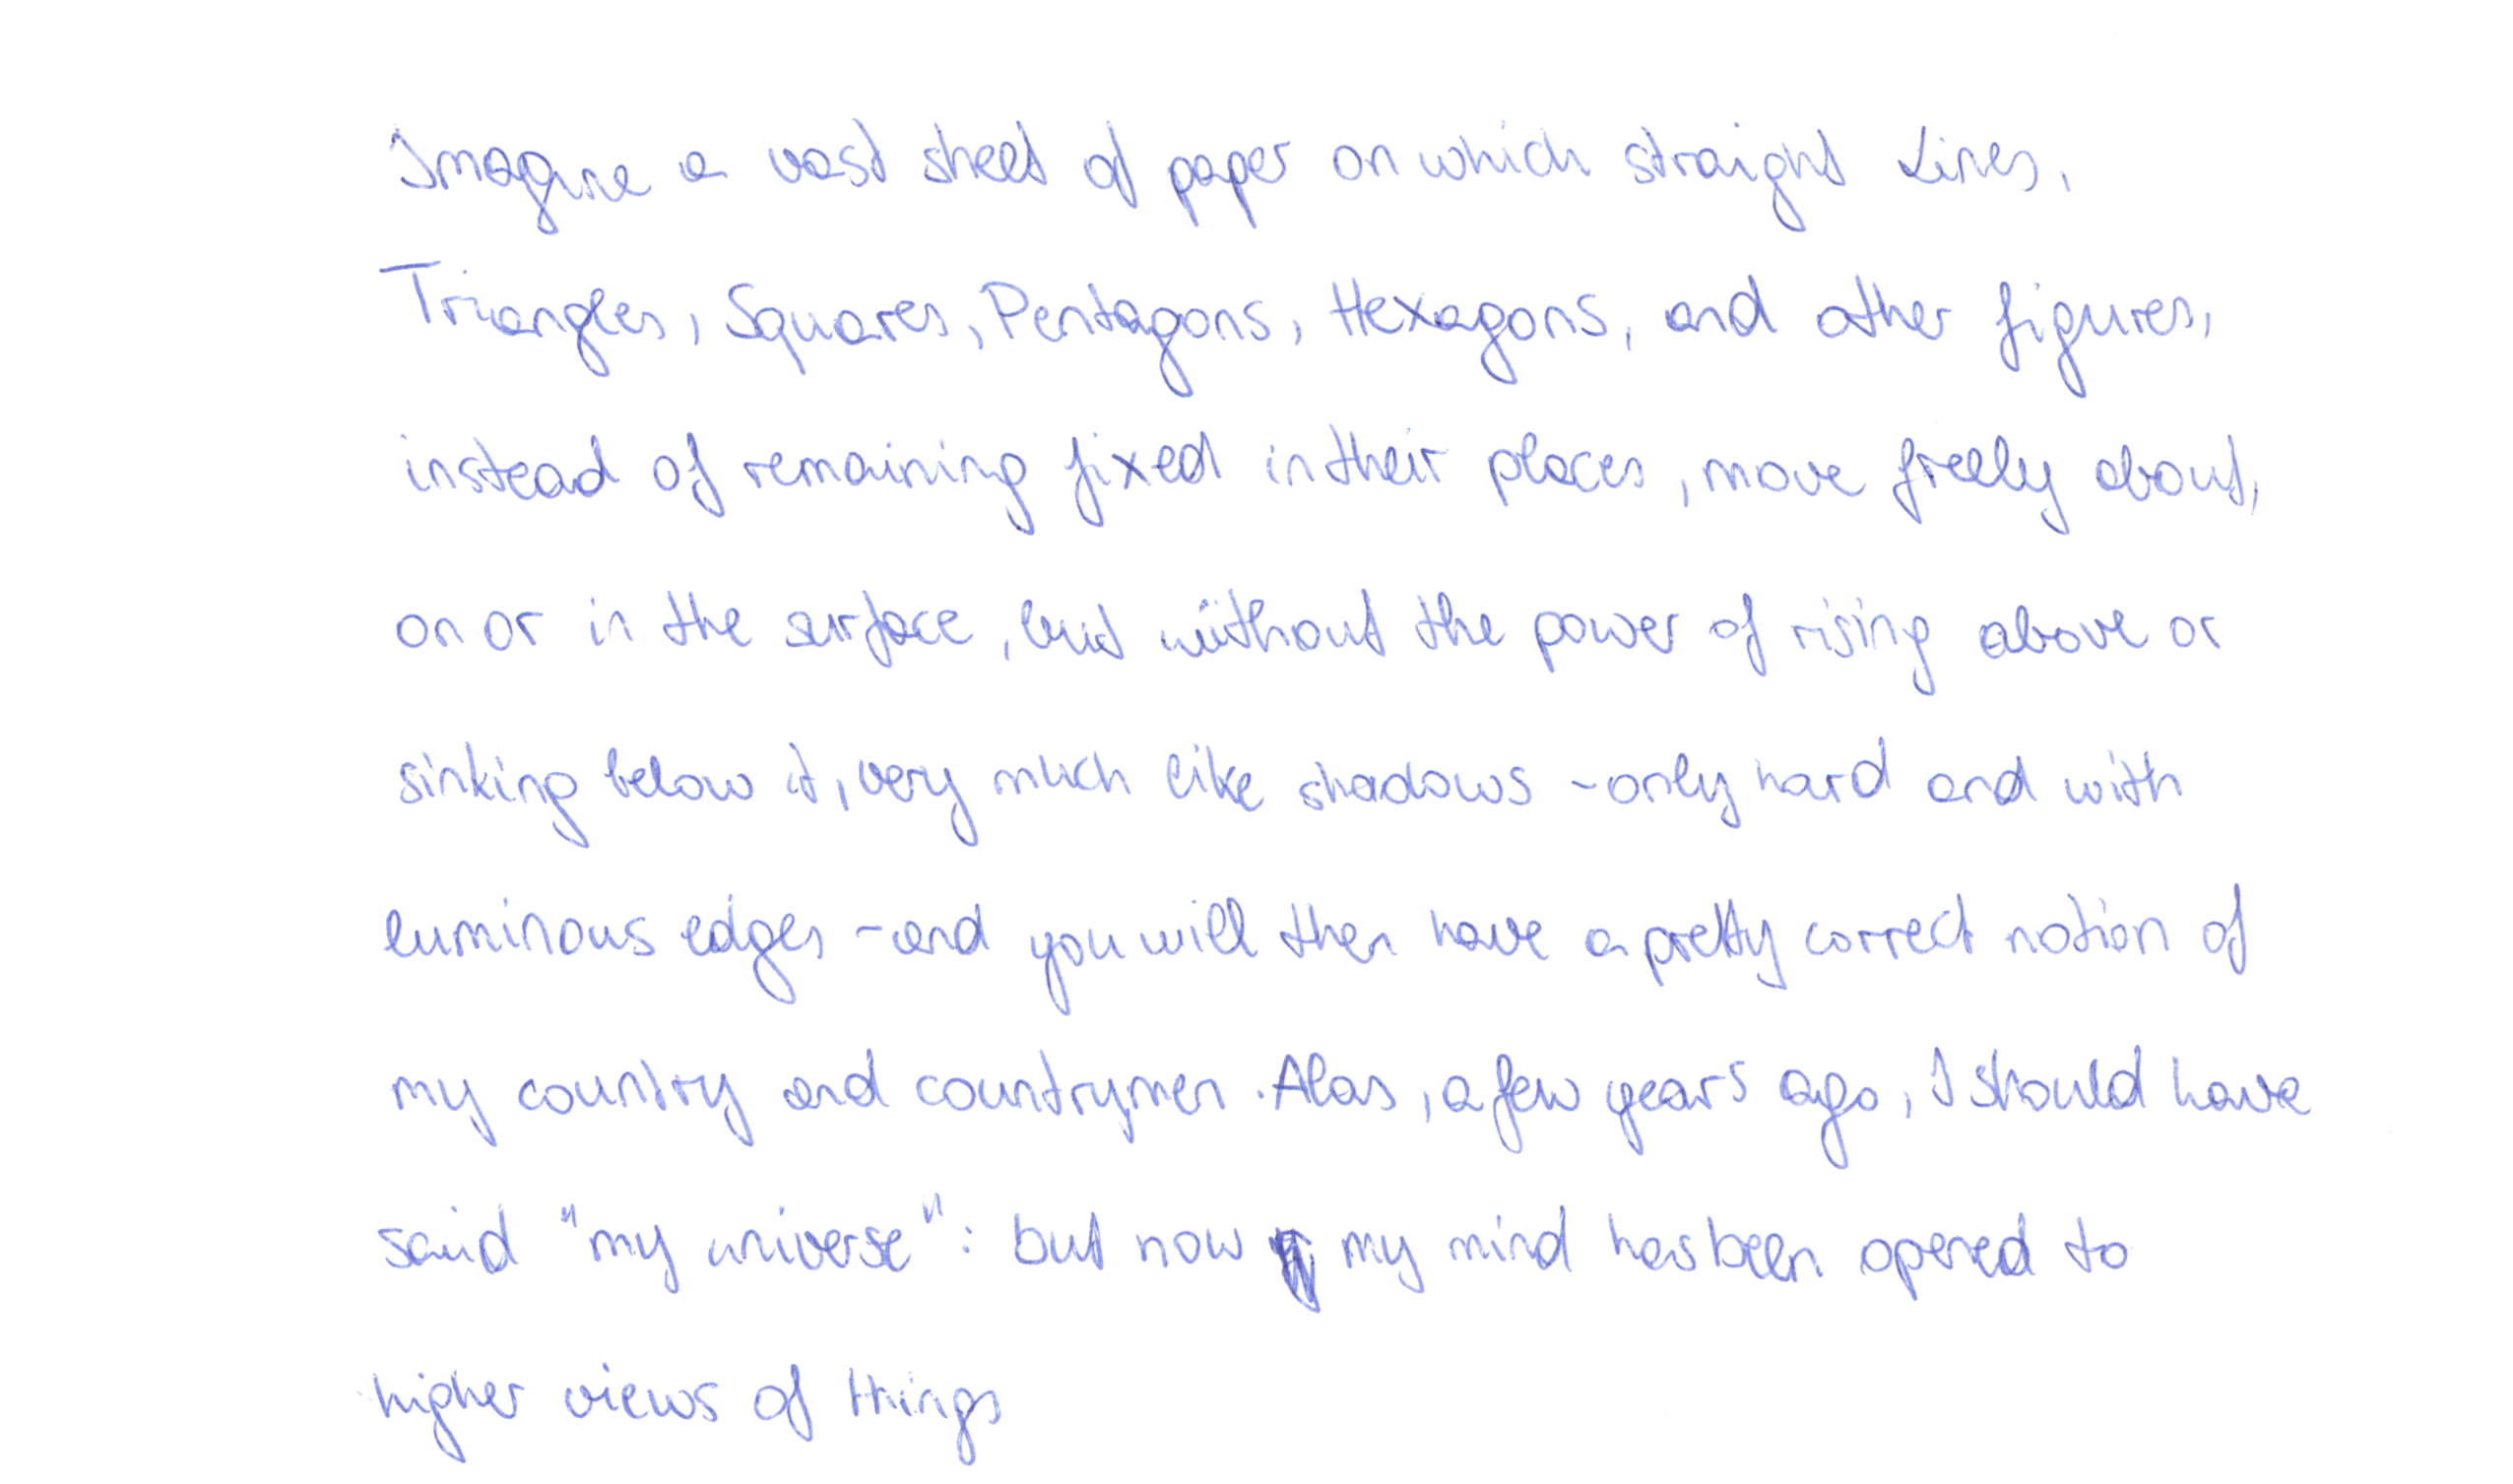 Imagine a vast sheet of paper on which straight Lines,
Triangles, Squares, Pentagons, Hexagons, and other figures,
instead of remaining fixed in their places, move freely about,
on or in the surface, but without the power of rising above or
sinking below it, very much like shadows - only hard and with
luminous edges - and you will then have a pretty correct notion of
my country and countrymen. Alas, a few years ago, I should have
said "my universe": but now my mind has been opened to
higher views of things